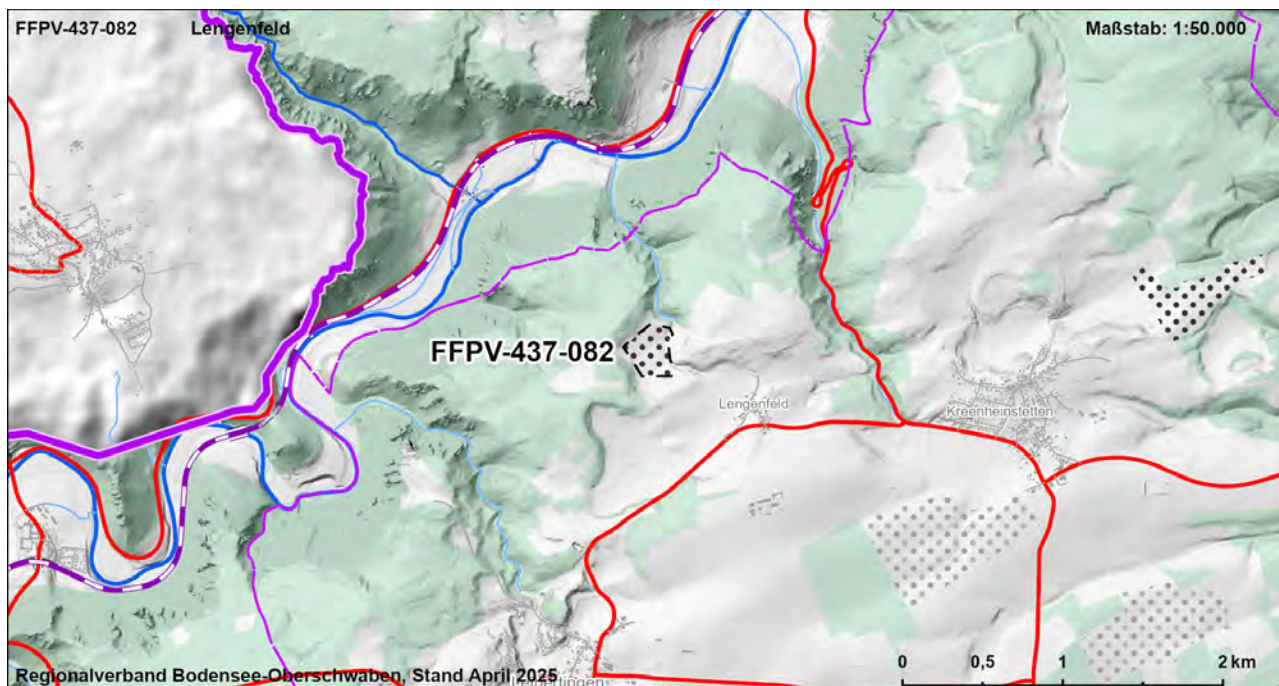 FFPV-437-082 Lengenfeld Maßstab: 1:50.000
FFPV-437-082
Lengenfeld
Kreenheinstetten
0 0,5 1 2 km
Regionalverband Bodensee-Oberschwaben, Stand April 2025
Leibertingen